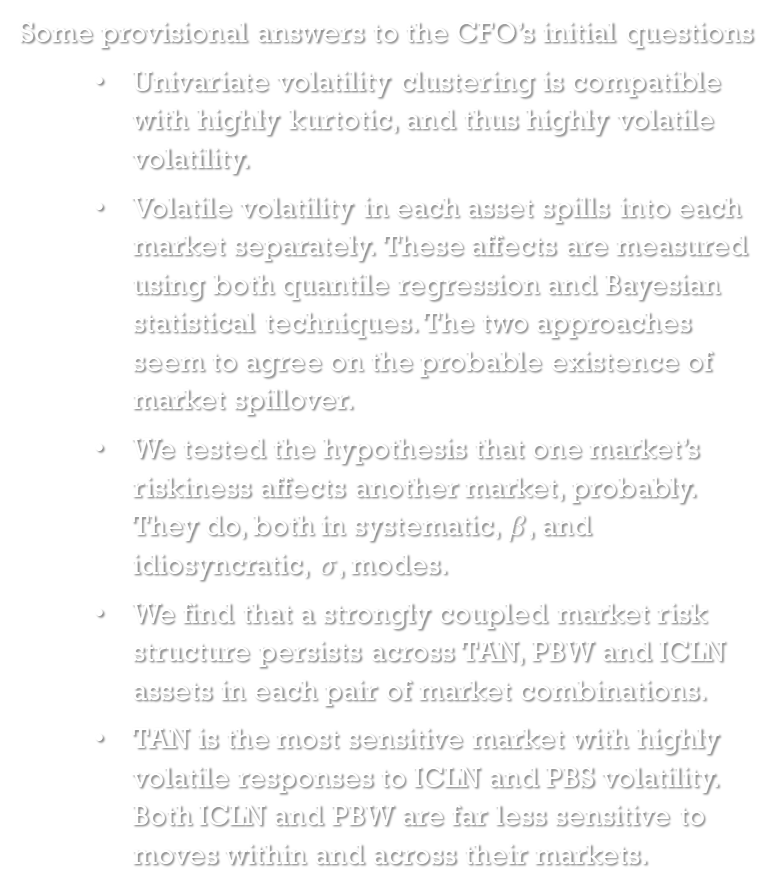 Some provisional answers to the CFO's initial questions
• Univariate volatility clustering is compatible
with highly kurtotic, and thus highly volatile
volatility.
• Volatile volatility in each asset spills into each
market separately. These affects are measured
using both quantile regression and Bayesian
statistical techniques. The two approaches
seem to agree on the probable existence of
market spillover.
• We tested the hypothesis that one market's
riskiness affects another market, probably.
They do, both in systematic, β, and
idiosyncratic, σ, modes.
• We find that a strongly coupled market risk
structure persists across TAN, PBW and ICLN
assets in each pair of market combinations.
• TAN is the most sensitive market with highly
volatile responses to ICLN and PBS volatility.
Both ICLN and PBW are far less sensitive to
moves within and across their markets.